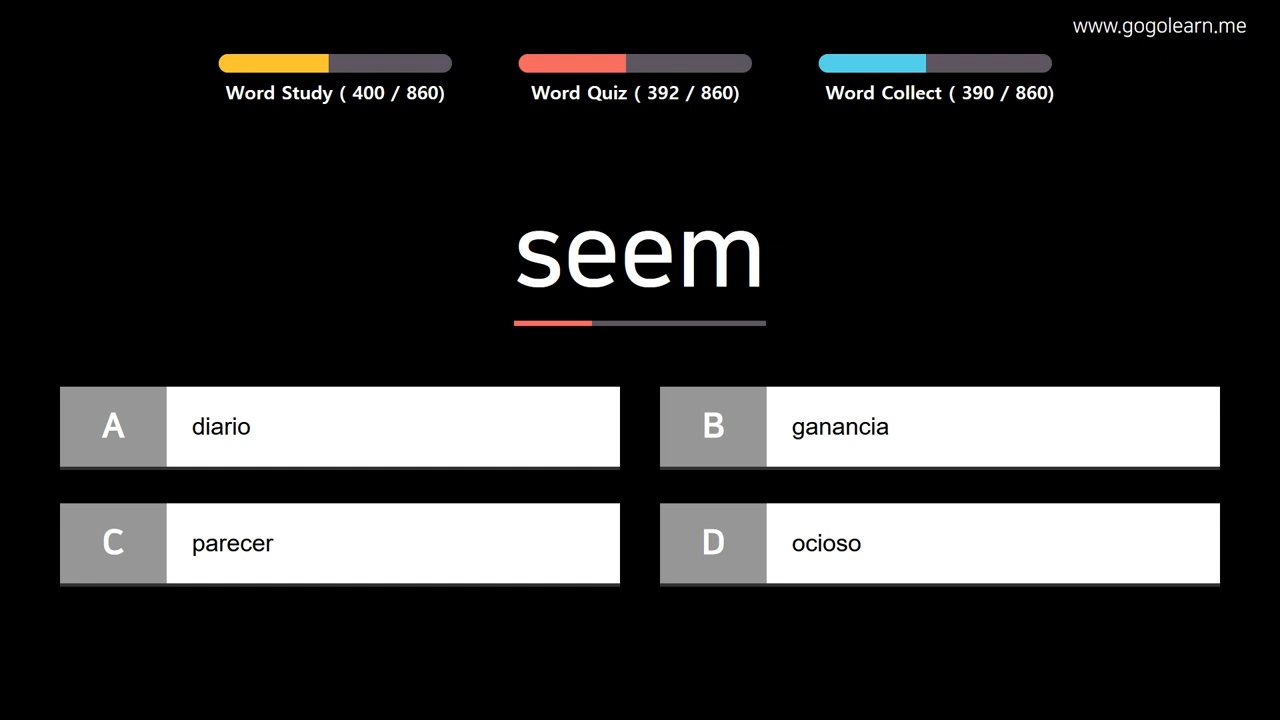 www.gogolearn.me
Word Study ( 400 / 860)
Word Quiz ( 392 / 860)
Word Collect ( 390 / 860)
seem
A diario
B ganancia
C parecer
D ocioso